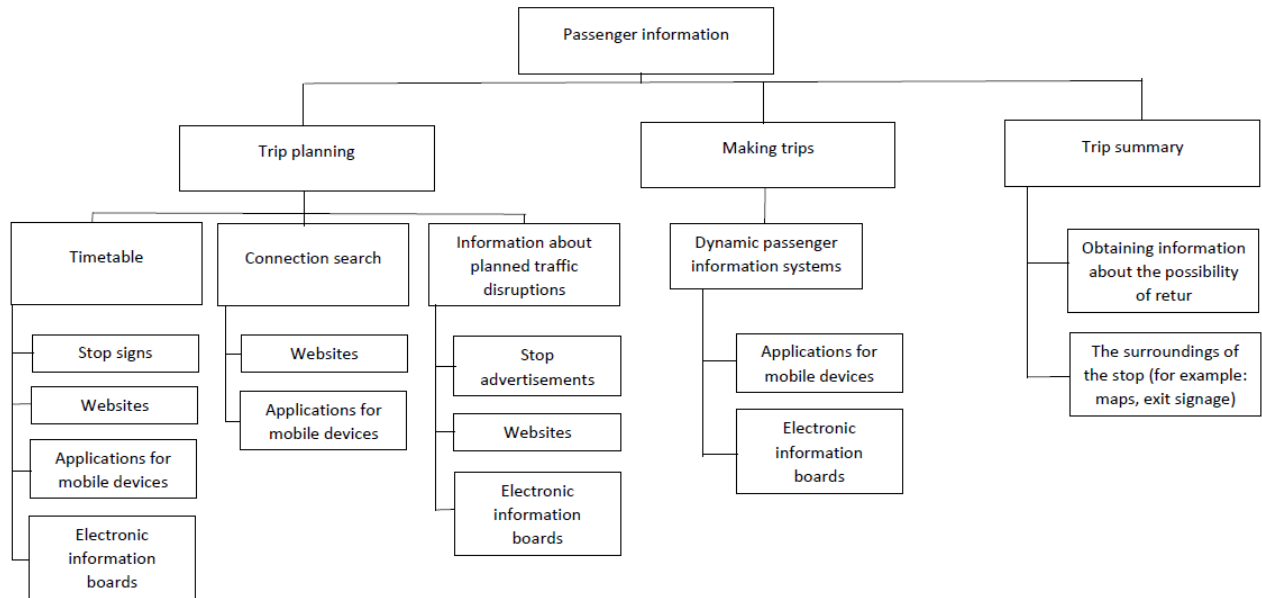 Passenger information
Trip planning
Making trips
Trip summary
Timetable
Connection search
Information about
planned traffic
disruptions
Dynamic passenger
information systems
Obtaining information
about the possibility
of retur
Stop signs
Websites
Applications for
mobile devices
Electronic
information
boards
Websites
Applications for
mobile devices
Stop
advertisements
Websites
Electronic
information
boards
Applications for
mobile devices
Electronic
information
boards
The surroundings of
the stop (for example:
maps, exit signage)